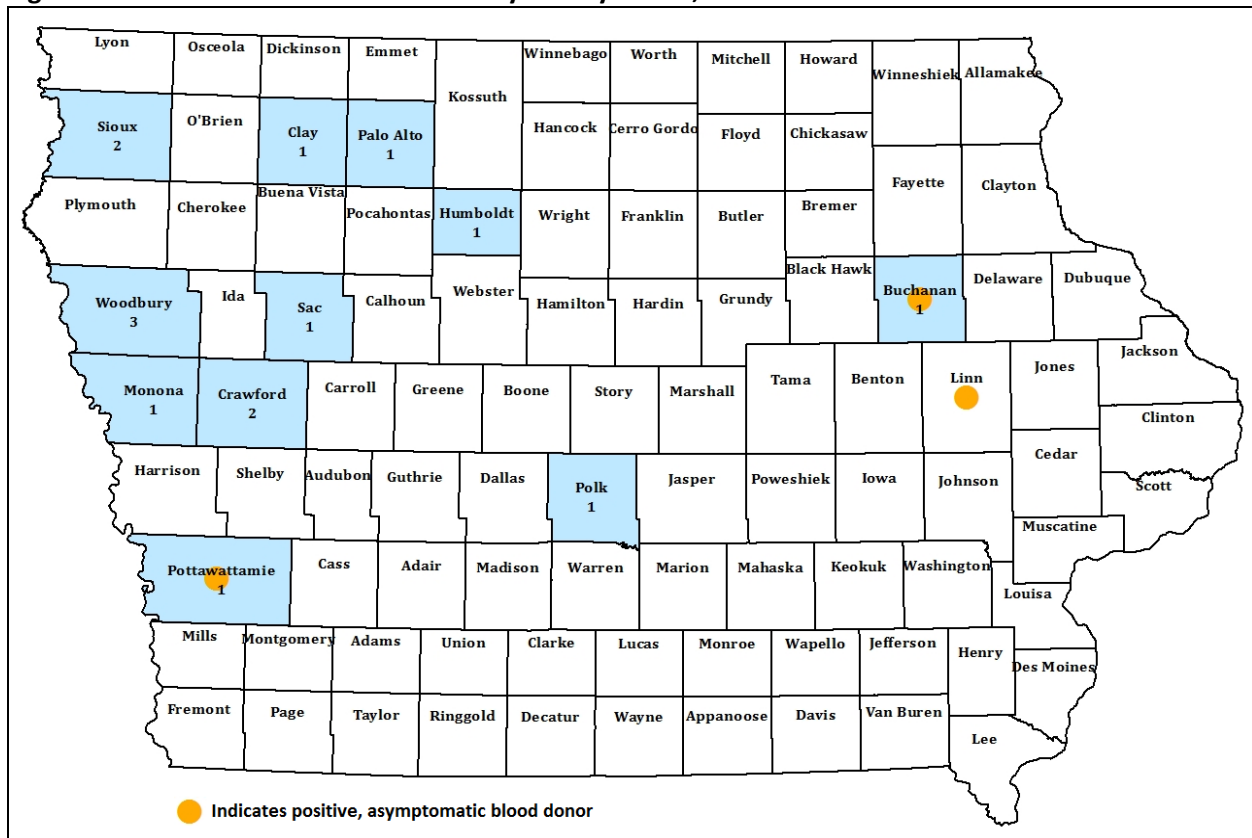 Lyon
Osceola
Dickinson
Emmet
Kossuth
Winnebago
Worth
Mitchell
Howard
Winneshiek
Allamakee
Sioux
2
O'Brien
Clay
1
Palo Alto
1
Hancock
Cerro Gordo
Floyd
Chickasaw
Fayette
Clayton
Plymouth
Cherokee
Buena Vista
Pocahontas
Humboldt
1
Wright
Franklin
Butler
Bremer
Woodbury
3
Ida
Sac
1
Calhoun
Webster
Hamilton
Hardin
Grundy
Black Hawk
Buchanan
1
Delaware
Dubuque
Monona
1
Crawford
2
Carroll
Greene
Boone
Story
Marshall
Tama
Benton
Linn
Jones
Jackson
Clinton
Harrison
Shelby
Audubon
Guthrie
Dallas
Polk
1
Jasper
Poweshiek
Iowa
Johnson
Cedar
Scott
Muscatine
Pottawattamie
1
Cass
Adair
Madison
Warren
Marion
Mahaska
Keokuk
Washington
Louisa
Mills
Montgomery
Adams
Union
Clarke
Lucas
Monroe
Wapello
Jefferson
Henry
Des Moines
Fremont
Page
Taylor
Ringgold
Decatur
Wayne
Appanoose
Davis
Van Buren
Lee
Indicates positive, asymptomatic blood donor